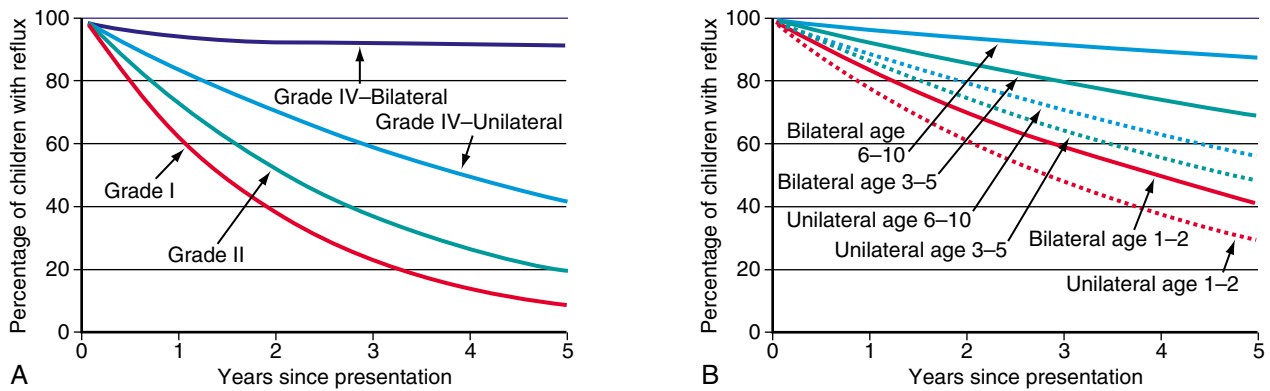 Percentage of children with reflux
100
80
60
40
20
0
Grade IV–Bilateral
Grade IV–Unilateral
Grade I
Grade II
0 1 2 3 4 5
Years since presentation
A
Percentage of children with reflux
100
80
60
40
20
0
Bilateral age
6–10
Bilateral age 3–5
Unilateral age 6–10
Unilateral age 3–5
Bilateral age 1–2
Unilateral age 1–2
0 1 2 3 4 5
Years since presentation
B